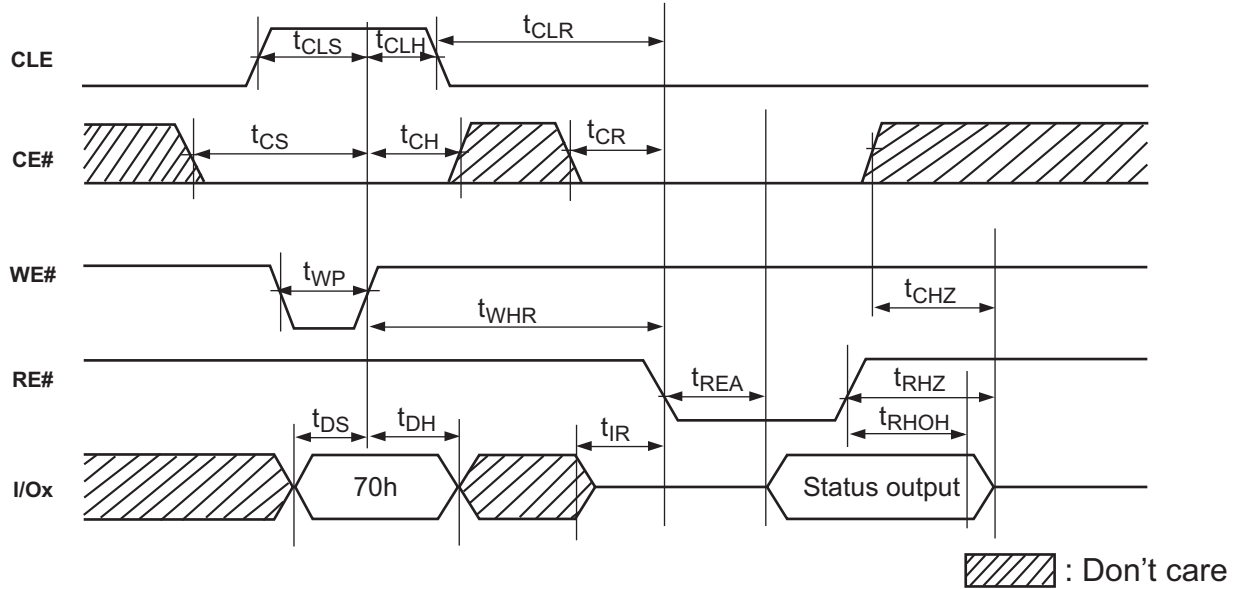 CLE
tCLS
tCLH
tCLR
CE#
tCS
tCH
tCR
WE#
tWP
tWHR
tCHZ
RE#
tREA
tRHZ
tRHOH
tDS
tDH
tIR
I/Ox
70h
Status output
: Don't care